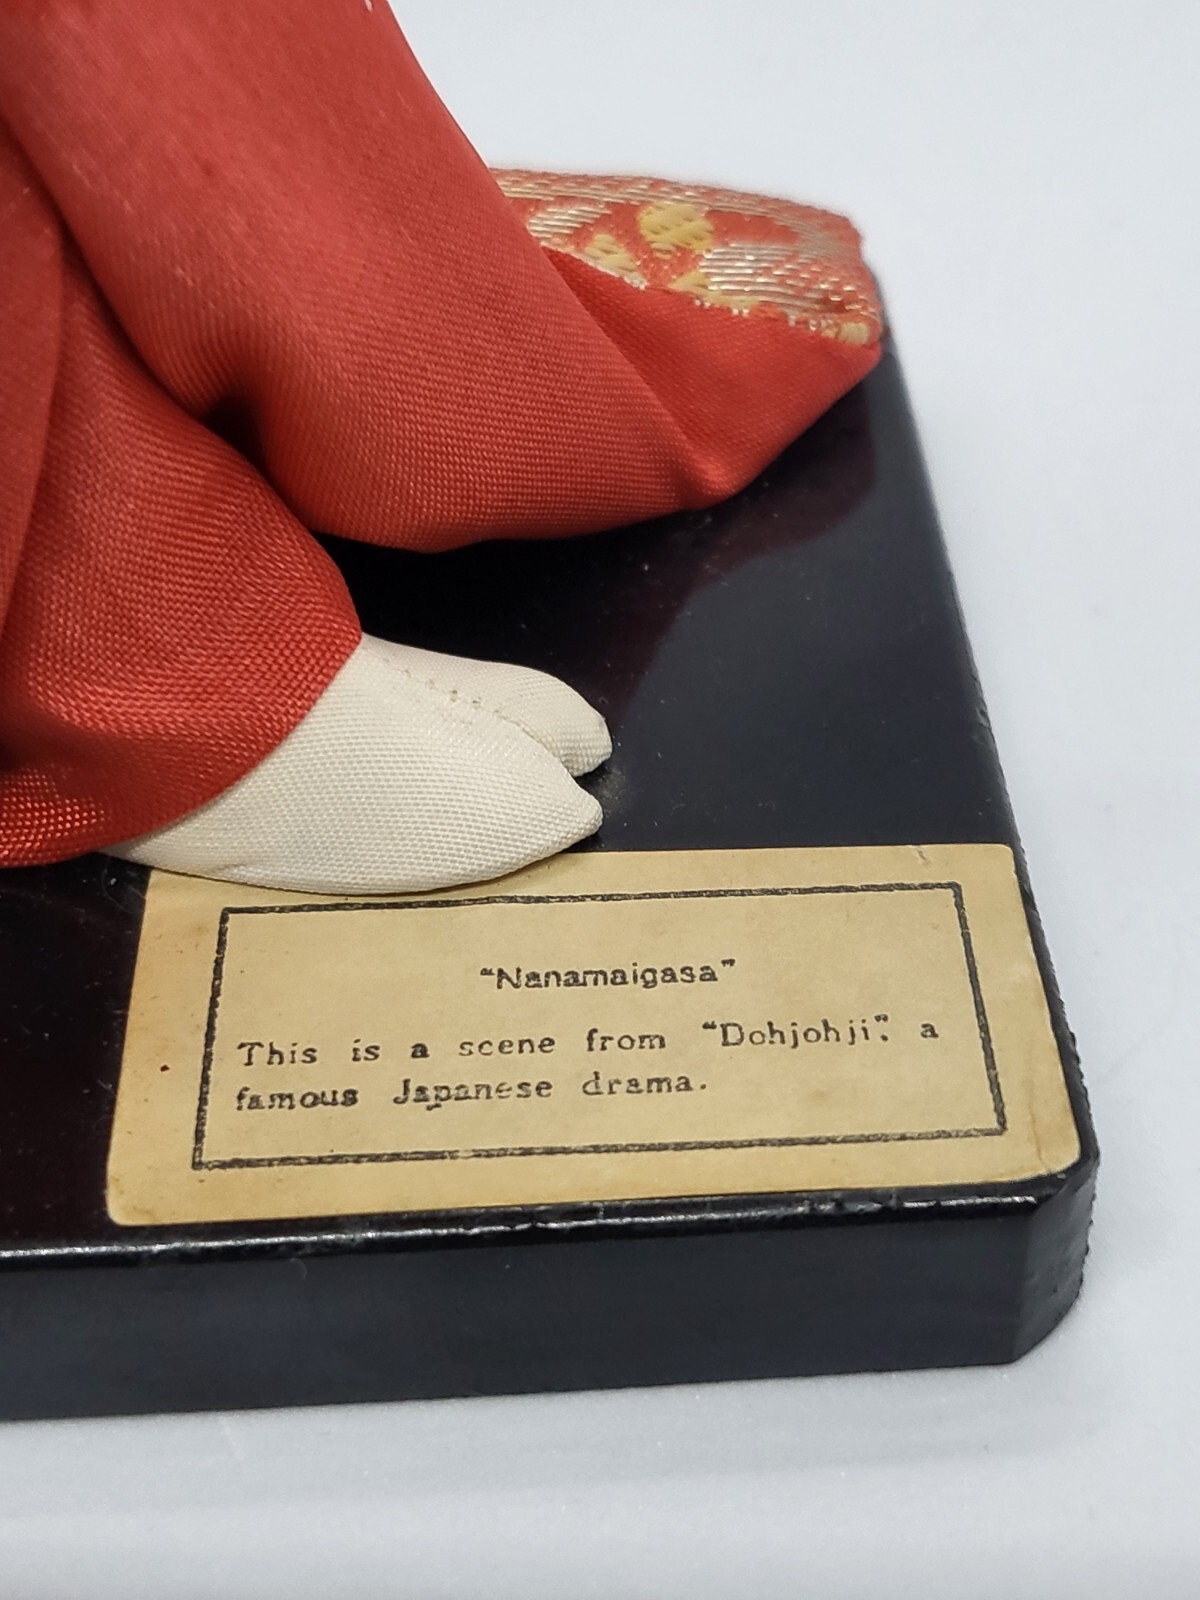 “Nanamaigasa”
This is a scene from “Dohjohji”, a
famous Japanese drama.